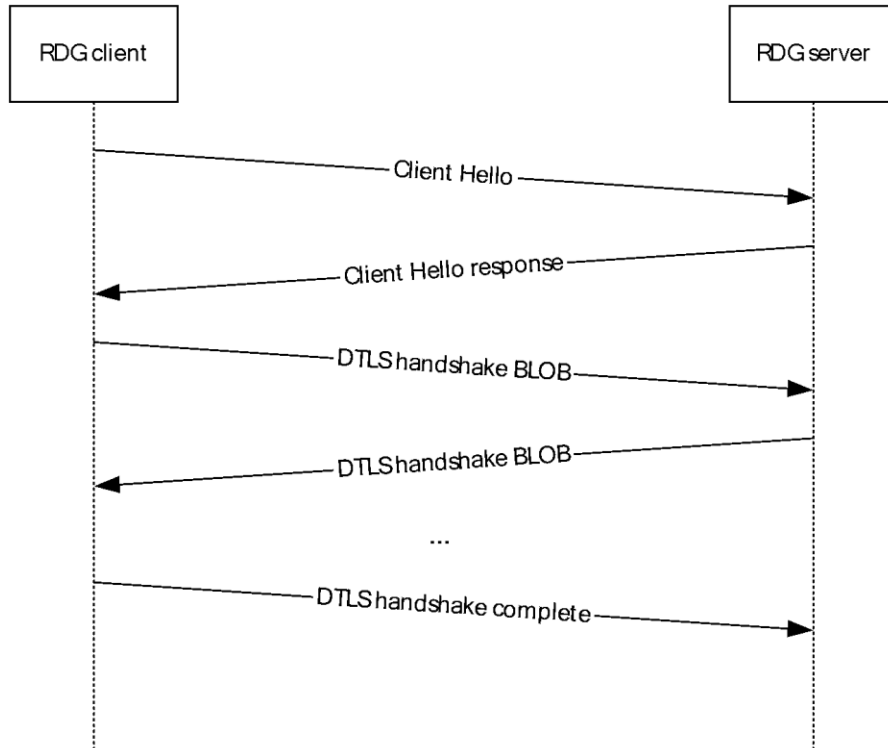 RDG client
RDG server
Client Hello
Client Hello response
DTLS handshake BLOB
DTLS handshake BLOB
...
DTLS handshake complete